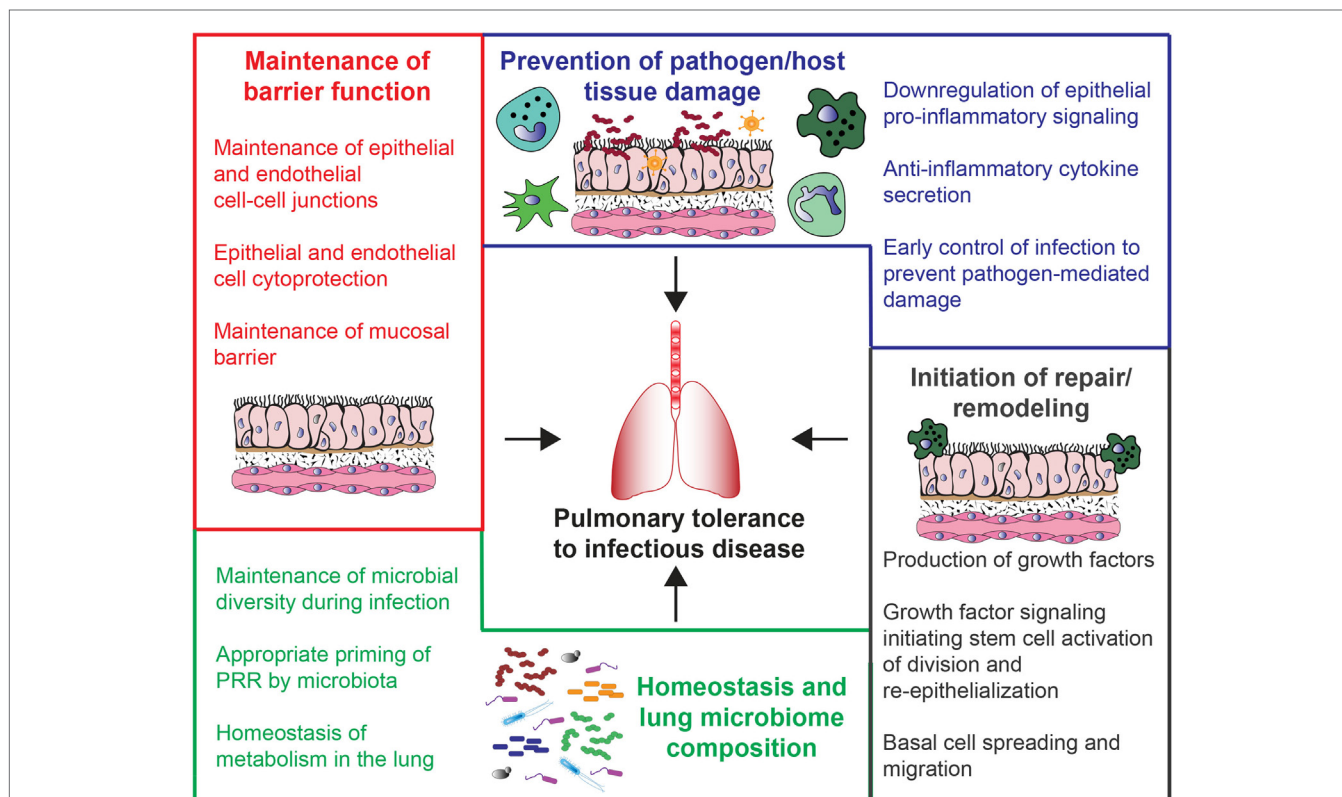 Maintenance of
barrier function
Maintenance of epithelial
and endothelial
cell-cell junctions
Epithelial and endothelial
cell cytoprotection
Maintenance of mucosal
barrier
Prevention of pathogen/host
tissue damage
Downregulation of epithelial
pro-inflammatory signaling
Anti-inflammatory cytokine
secretion
Early control of infection to
prevent pathogen-mediated
damage
Pulmonary tolerance
to infectious disease
Initiation of repair/
remodeling
Production of growth factors
Growth factor signaling
initiating stem cell activation
of division and
re-epithelialization
Basal cell spreading and
migration
Maintenance of microbial
diversity during infection
Appropriate priming of
PRR by microbiota
Homeostasis of
metabolism in the lung
Homeostasis and
lung microbiome
composition